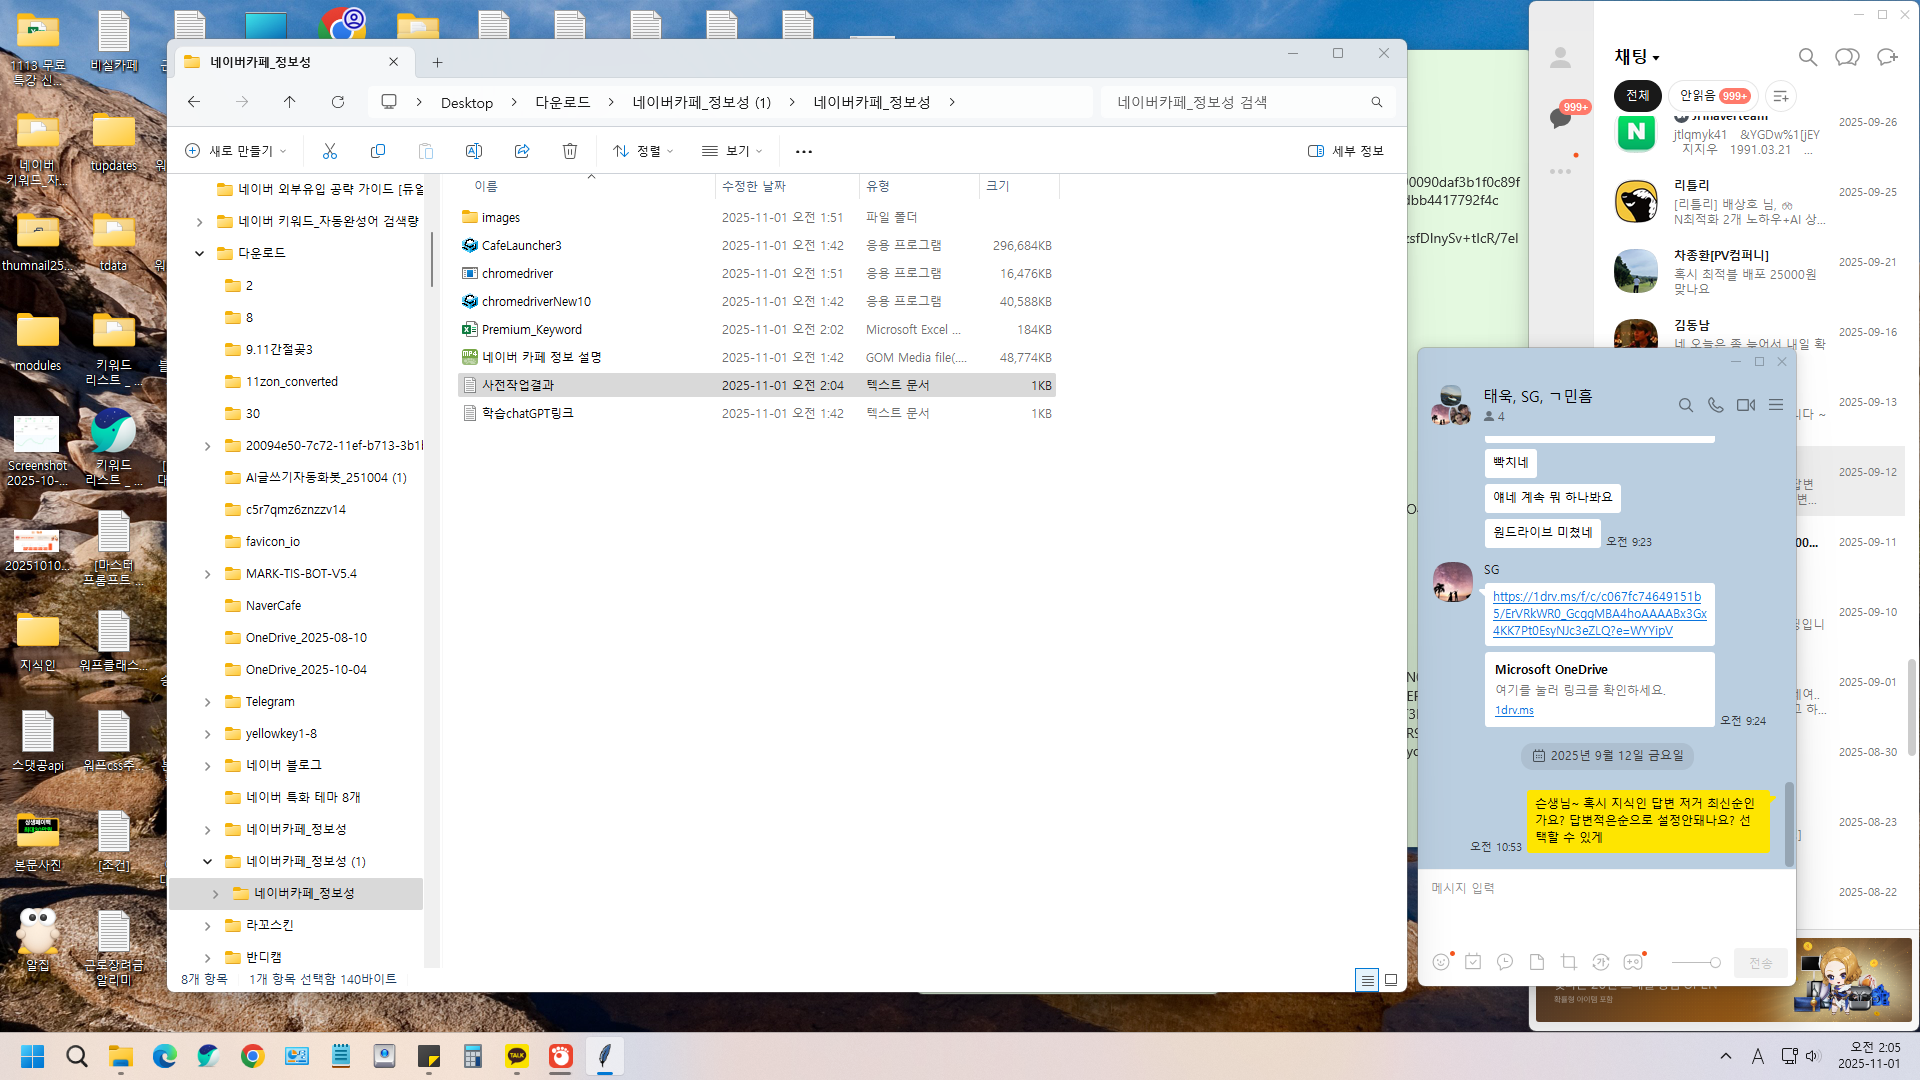 1113 무료
특강 신...
비실카페
네이버
키워드_자...
tupdates
thumnail25...
tdata
modules
키워드
리스트 _ ...
Screenshot
2025-10-...
키워드
리스트 _ ...
20251010...
[마스터
프롬프트 ...
지식인
워프클래스...
스댓공api
워프css추...
본문사진
[조건]
알집
근로장려금
알리미
네이버카페_정보성
Desktop
다운로드
네이버카페_정보성 (1)
네이버카페_정보성
네이버카페_정보성 검색
새로 만들기
정렬
보기
세부 정보
네이버 외부유입 공략 가이드 [듀얼
네이버 키워드_자동완성어 검색량
다운로드
2
8
9.11간절곶3
11zon_converted
30
20094e50-7c72-11ef-b713-3b1b
AI글쓰기자동화봇_251004 (1)
c5r7qmz6znzzv14
favicon_io
MARK-TIS-BOT-V5.4
NaverCafe
OneDrive_2025-08-10
OneDrive_2025-10-04
Telegram
yellowkey1-8
네이버 블로그
네이버 특화 테마 8개
네이버카페_정보성
네이버카페_정보성 (1)
네이버카페_정보성
라꼬스킨
반디캠
이름 수정한 날짜 유형 크기
images 2025-11-01 오전 1:51 파일 폴더
CafeLauncher3 2025-11-01 오전 1:42 응용 프로그램 296,684KB
chromedriver 2025-11-01 오전 1:51 응용 프로그램 16,476KB
chromedriverNew10 2025-11-01 오전 1:42 응용 프로그램 40,588KB
Premium_Keyword 2025-11-01 오전 2:02 Microsoft Excel ... 184KB
네이버 카페 정보 설명 2025-11-01 오전 1:42 GOM Media file(.... 48,774KB
사전작업결과 2025-11-01 오전 2:04 텍스트 문서 1KB
학습chatGPT링크 2025-11-01 오전 1:42 텍스트 문서 1KB
8개 항목 1개 항목 선택함 140바이트
채팅
전체
안읽음 999+
999+
2025-09-26
jtlqmyk41 &YGDw%1[jEY
지지우 1991.03.21 ...
리틀리
2025-09-25
[리틀리] 배상호 님,
N최적화 2개 노하우+AI 상...
차종환[PV컴퍼니]
2025-09-21
혹시 최적블 배포 25000원
맞나요
김동남
2025-09-16
네 오늘은 좀 늦어서 내일 확
2025-09-13
2025-09-12
2025-09-11
2025-09-10
2025-09-01
2025-08-30
2025-08-23
2025-08-22
태욱, SG, ㄱ민흠
4
빡치네
얘네 계속 뭐 하나봐요
원드라이브 미쳤네
오전 9:23
SG
https://1drv.ms/f/c/c067fc74649151b
5/ErVRkWR0_GcqgMBA4hoAAAABx3Gx
4KK7Pt0EsyNJc3eZLQ?e=WYYipV
Microsoft OneDrive
여기를 눌러 링크를 확인하세요.
1drv.ms
오전 9:24
2025년 9월 12일 금요일
슨생님~ 혹시 지식인 답변 저거 최신순인
가요? 답변적은순으로 설정안돼나요? 선
택할 수 있게
오전 10:53
메시지 입력
전송
확률형 아이템 포함
TALK
A
오전 2:05
2025-11-01